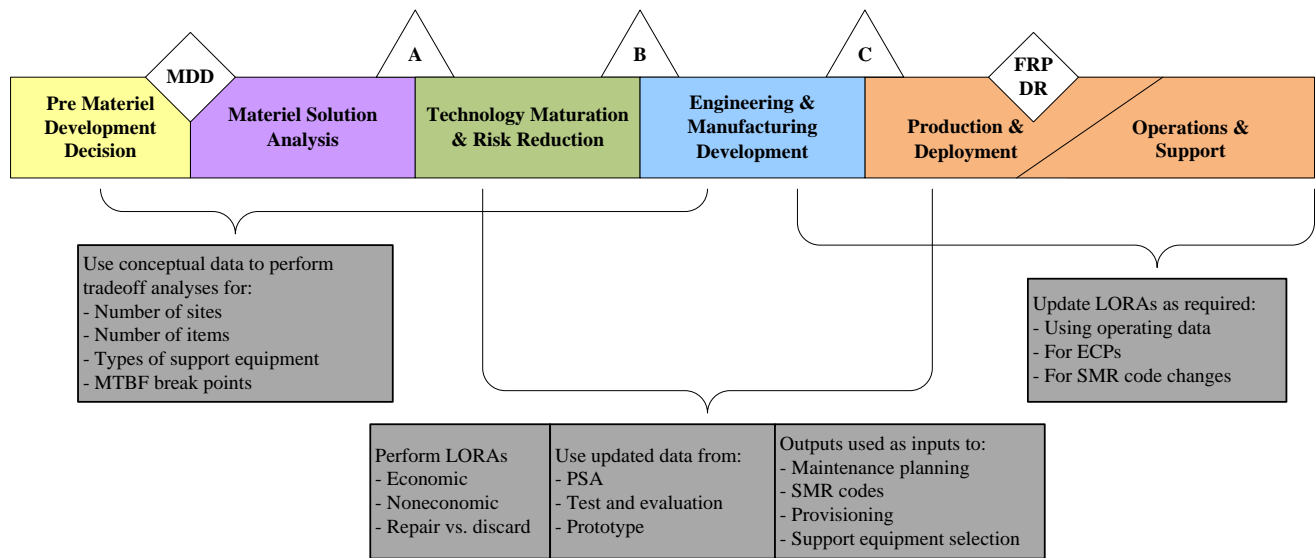 MDD
A
B
C
FRP
DR
Pre Materiel
Development
Decision
Materiel Solution
Analysis
Technology Maturation
& Risk Reduction
Engineering &
Manufacturing
Development
Production &
Deployment
Operations &
Support
Use conceptual data to perform
tradeoff analyses for:
- Number of sites
- Number of items
- Types of support equipment
- MTBF break points
Update LORAs as required:
- Using operating data
- For ECPs
- For SMR code changes
Perform LORAs
- Economic
- Noneconomic
- Repair vs. discard
Use updated data from:
- PSA
- Test and evaluation
- Prototype
Outputs used as inputs to:
- Maintenance planning
- SMR codes
- Provisioning
- Support equipment selection